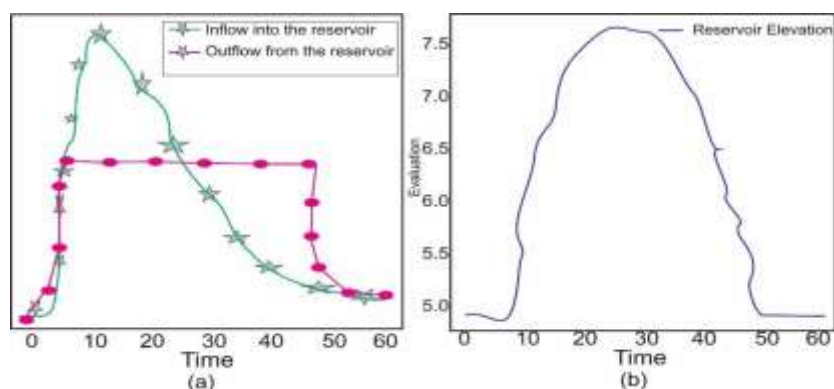 Inflow into the reservoir
Outflow from the reservoir
0 10 20 30 40 50 60
Time
(a)
Reservoir Elevation
7.5
7.0
6.5
6.0
5.5
5.0
Evaluation
0 10 20 30 40 50 60
Time
(b)